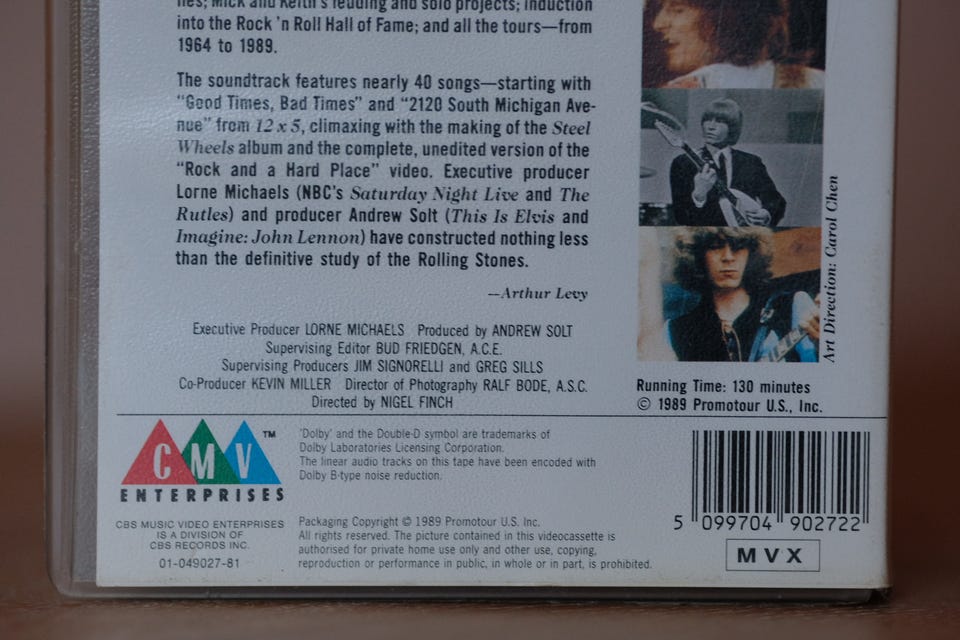 ries; Mick and Keith's feuding and solo projects; induction
into the Rock 'n Roll Hall of Fame; and all the tours—from
1964 to 1989.
The soundtrack features nearly 40 songs—starting with
"Good Times, Bad Times" and "2120 South Michigan Ave-
nue" from 12 x 5, climaxing with the making of the Steel
Wheels album and the complete, unedited version of the
"Rock and a Hard Place" video. Executive producer
Lorne Michaels (NBC's Saturday Night Live and The
Rutles) and producer Andrew Solt (This Is Elvis and
Imagine: John Lennon) have constructed nothing less
than the definitive study of the Rolling Stones.
—Arthur Levy
Executive Producer LORNE MICHAELS Produced by ANDREW SOLT
Supervising Editor BUD FRIEDGEN, A.C.E.
Supervising Producers JIM SIGNORELLI and GREG SILLS
Co-Producer KEVIN MILLER Director of Photography RALF BODE, A.S.C.
Directed by NIGEL FINCH
Art Direction: Carol Chen
Running Time: 130 minutes
© 1989 Promotour U.S., Inc.
CMV™
ENTERPRISES
CBS MUSIC VIDEO ENTERPRISES
IS A DIVISION OF
CBS RECORDS INC.
01-049027-81
'Dolby' and the Double-D symbol are trademarks of
Dolby Laboratories Licensing Corporation.
The linear audio tracks on this tape have been encoded with
Dolby B-type noise reduction.
Packaging Copyright © 1989 Promotour U.S. Inc.
All rights reserved. The picture contained in this videocassette is
authorised for private home use only and other use, copying,
reproduction or performance in public, in whole or in part, is prohibited.
5 099704 902722
MVX